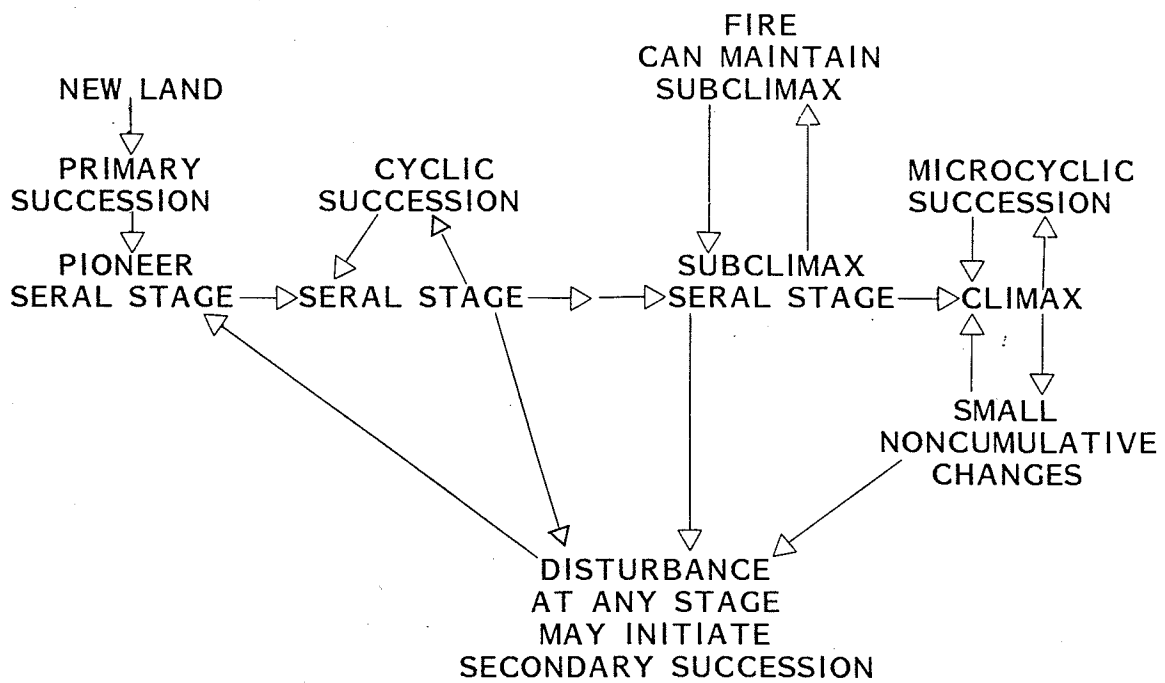 FIRE
CAN MAINTAIN
SUBCLIMAX
NEW LAND
PRIMARY
SUCCESSION
CYCLIC
SUCCESSION
MICROCYCLIC
SUCCESSION
PIONEER
SERAL STAGE
SERAL STAGE
SUBCLIMAX
SERAL STAGE
CLIMAX
SMALL
NONCUMULATIVE
CHANGES
DISTURBANCE
AT ANY STAGE
MAY INITIATE
SECONDARY SUCCESSION